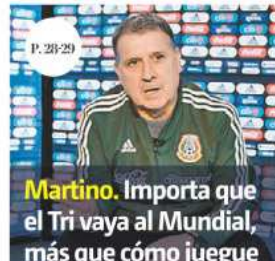 P. 28-29
Martino. Importa que
el Tri vaya al Mundial,
más que cómo juegue